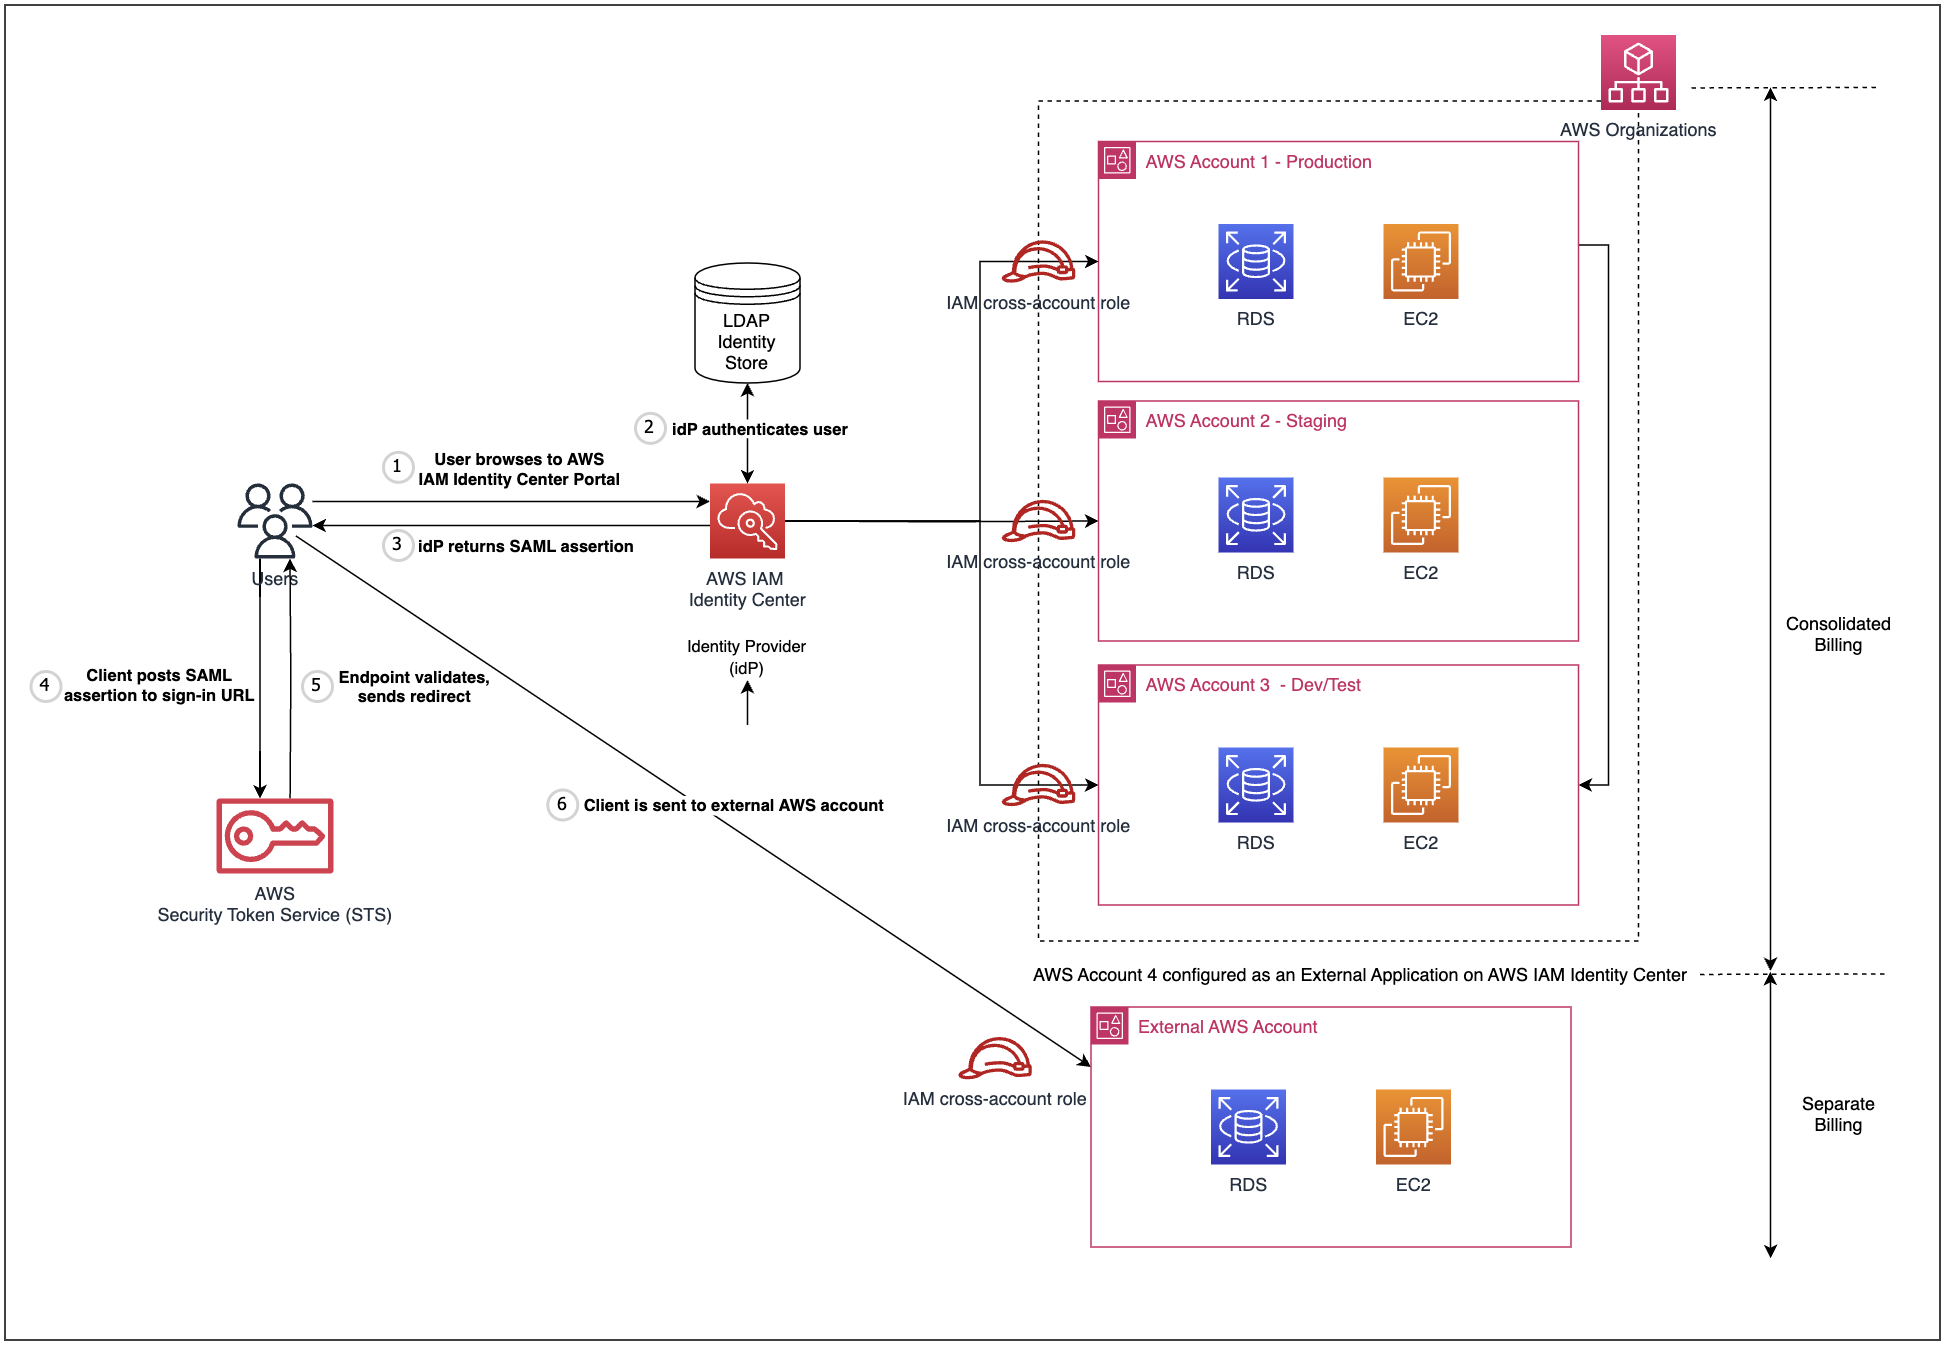 AWS Organizations
AWS Account 1 - Production
RDS
EC2
IAM cross-account role
LDAP
Identity
Store
2
idP authenticates user
AWS Account 2 - Staging
RDS
EC2
IAM cross-account role
1
User browses to AWS
IAM Identity Center Portal
3
idP returns SAML assertion
Users
AWS IAM
Identity Center
Identity Provider
(idP)
4
Client posts SAML
assertion to sign-in URL
5
Endpoint validates,
sends redirect
AWS Account 3  - Dev/Test
RDS
EC2
IAM cross-account role
Consolidated
Billing
6
Client is sent to external AWS account
AWS
Security Token Service (STS)
AWS Account 4 configured as an External Application on AWS IAM Identity Center
External AWS Account
IAM cross-account role
RDS
EC2
Separate
Billing